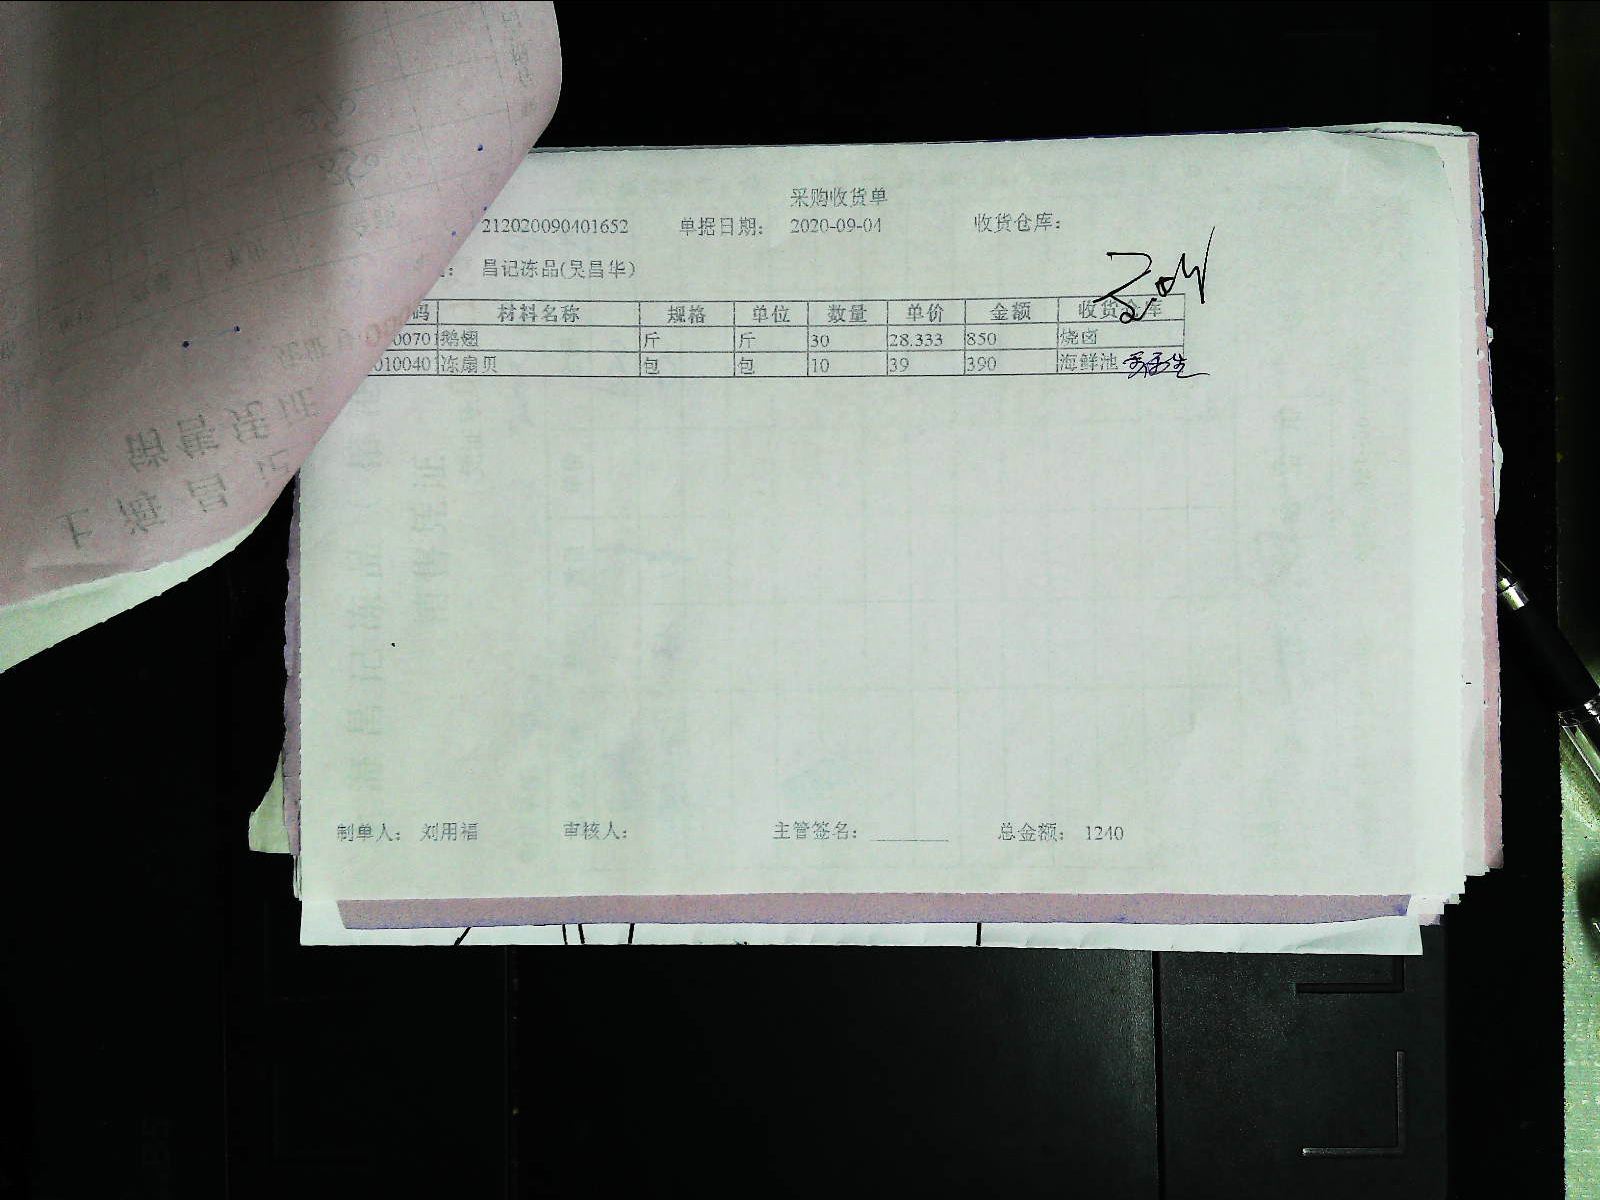 采购收货单
212020090401652 单据日期: 2020-09-04 收货仓库:
: 昌记冻品(吴昌华)
码 材料名称 规格 单位 数量 单价 金额 收货仓库
00701 鹅翅 斤 斤 30 28.333 850 烧卤
0100401 冻扇贝 包 包 10 39 390 海鲜池
制单人: 刘用福 审核人: 主管签名: ________ 总金额: 1240